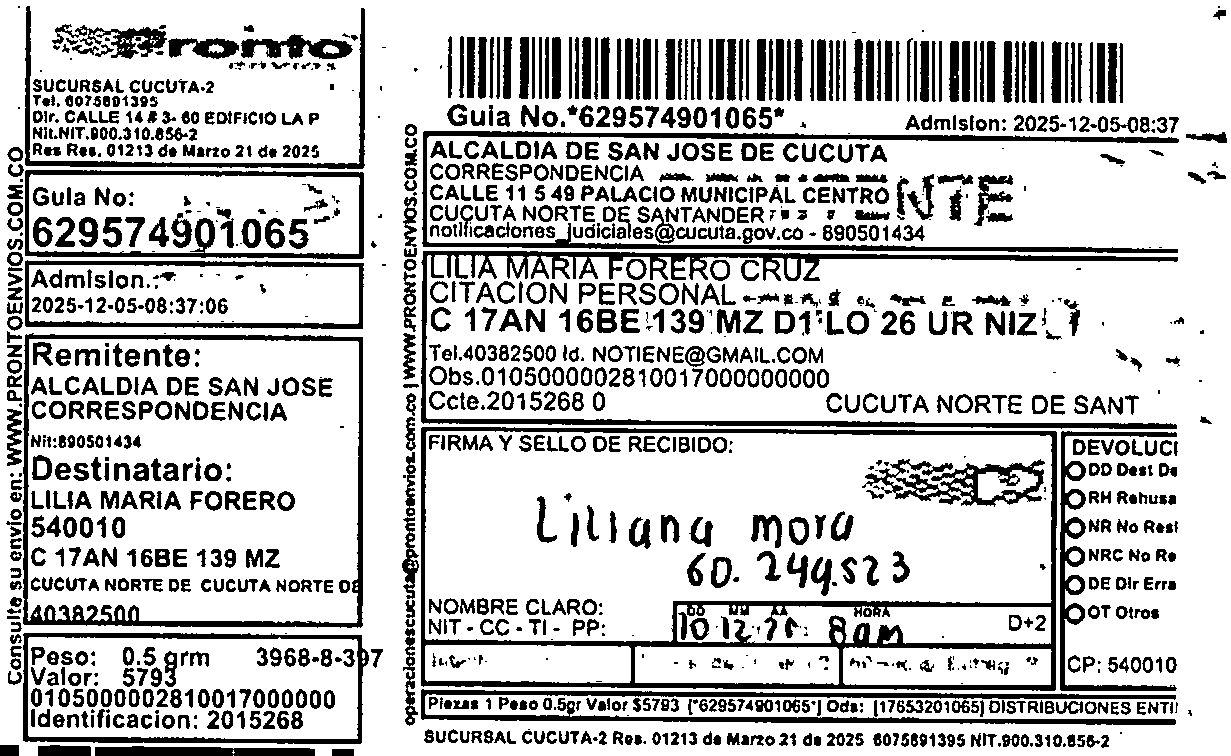 Pronto
SUCURSAL CUCUTA-2
Tel. 6075891395
Dir. CALLE 14 # 3- 60 EDIFICIO LA P
Nit.NIT.900.310.856-2
Res Res. 01213 de Marzo 21 de 2025
Guia No:
629574901065
Admision.:
2025-12-05-08:37:06
Remitente:
ALCALDIA DE SAN JOSE
CORRESPONDENCIA
Nit:890501434
Destinatario:
LILIA MARIA FORERO
540010
C 17AN 16BE 139 MZ
CUCUTA NORTE DE CUCUTA NORTE DE
40382500
Peso: 0.5 grm 3968-8-397
Valor: 5793
0105000002810017000000
Identificacion: 2015268
Consulte su envio en: WWW.PRONTOENVIOS.COM.CO
operacionescucuta@prontoenvios.com.co | WWW.PRONTOENVIOS.COM.CO
Guia No.*629574901065*
Admision: 2025-12-05-08:37
ALCALDIA DE SAN JOSE DE CUCUTA
CORRESPONDENCIA
CALLE 11 5 49 PALACIO MUNICIPAL CENTRO
CUCUTA NORTE DE SANTANDER
notificaciones_judiciales@cucuta.gov.co - 890501434
LILIA MARIA FORERO CRUZ
CITACION PERSONAL
C 17AN 16BE 139 MZ D1 LO 26 UR NIZ
Tel.40382500 Id. NOTIENE@GMAIL.COM
Obs.0105000002810017000000000
Ccte.2015268 0 CUCUTA NORTE DE SANT
FIRMA Y SELLO DE RECIBIDO:
Liliana mora
60. 249.523
NOMBRE CLARO:
NIT - CC - TI - PP:
DD MM AA HORA
10 12 25 8am
D+2
DEVOLUCI
DD Dest De
RH Rehusa
NR No Resi
NRC No Re
DE Dir Erra
OT Otros
CP: 540010
Piezas 1 Peso 0.5gr Valor $5793 ["629574901065"] Ods: [17653201065] DISTRIBUCIONES ENTI
SUCURSAL CUCUTA-2 Res. 01213 de Marzo 21 de 2025 6075891395 NIT.900.310.856-2